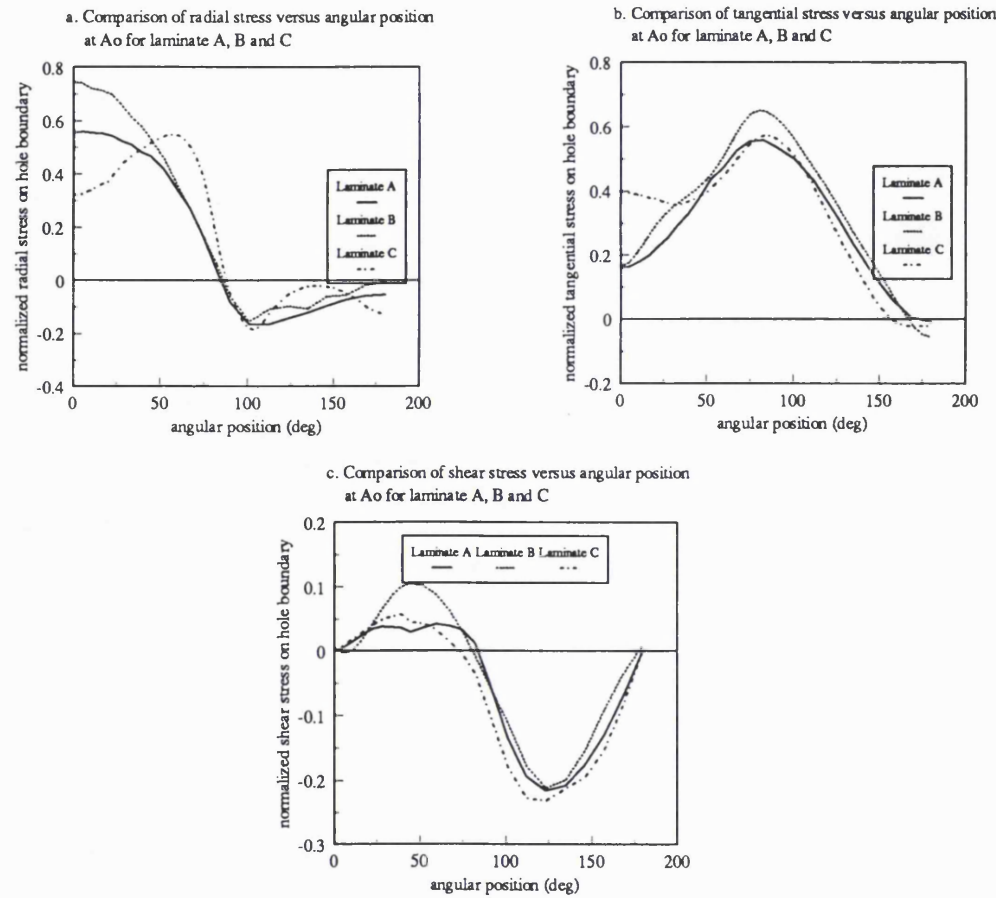 a. Comparison of radial stress versus angular position
at Ao for laminate A, B and C
normalized radial stress on hole boundary
0.8
0.6
0.4
0.2
0
-0.2
-0.4
Laminate A
Laminate B
Laminate C
0 50 100 150 200
angular position (deg)
b. Comparison of tangential stress versus angular position
at Ao for laminate A, B and C
normalized tangential stress on hole boundary
0.8
0.6
0.4
0.2
0
-0.2
Laminate A
Laminate B
Laminate C
0 50 100 150 200
angular position (deg)
c. Comparison of shear stress versus angular position
at Ao for laminate A, B and C
normalized shear stress on hole boundary
0.2
0.1
0.05
0
-0.1
-0.2
-0.3
Laminate A Laminate B Laminate C
0 50 100 150 200
angular position (deg)